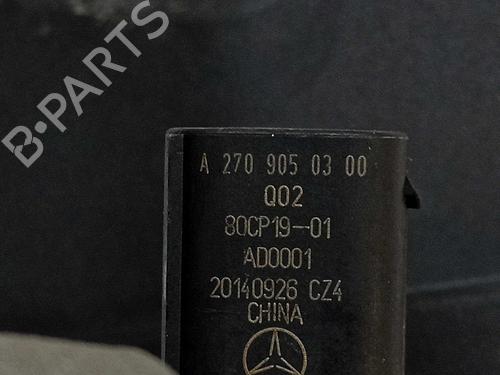 B-PARTS
A 270 905 03 00
Q02
80CP19-01
AD0001
20140926 CZ4
CHINA